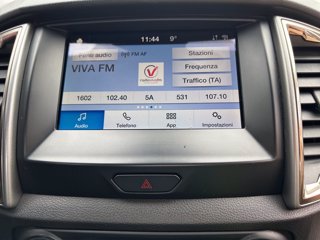 11:44 9°
Fonti audio FM AF Stazioni
VIVA FM Frequenza
Traffico (TA)
1602 102.40 5A 531 107.10
Audio Telefono App Impostazioni